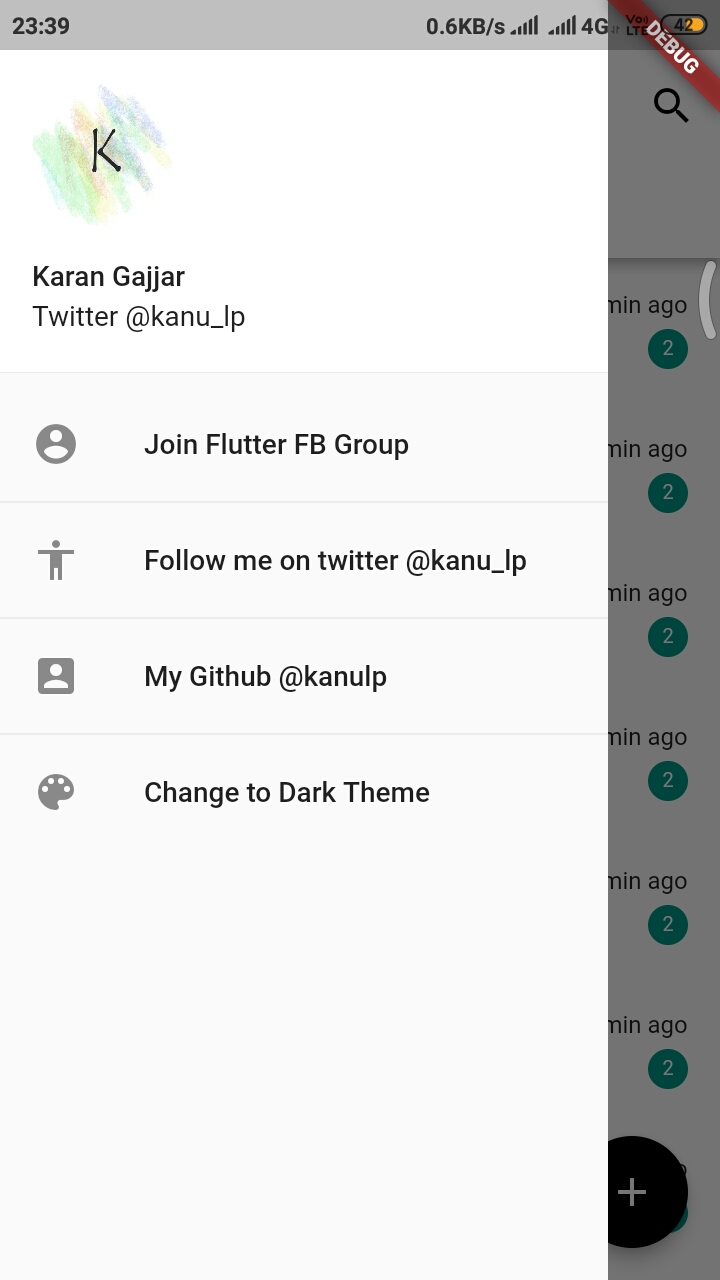 23:39
0.6KB/s 4G Vo)) LTE 42
DEBUG
K
Karan Gajjar
Twitter @kanu_lp
Join Flutter FB Group
Follow me on twitter @kanu_lp
My Github @kanulp
Change to Dark Theme
min ago
2
min ago
2
min ago
2
min ago
2
min ago
2
min ago
2